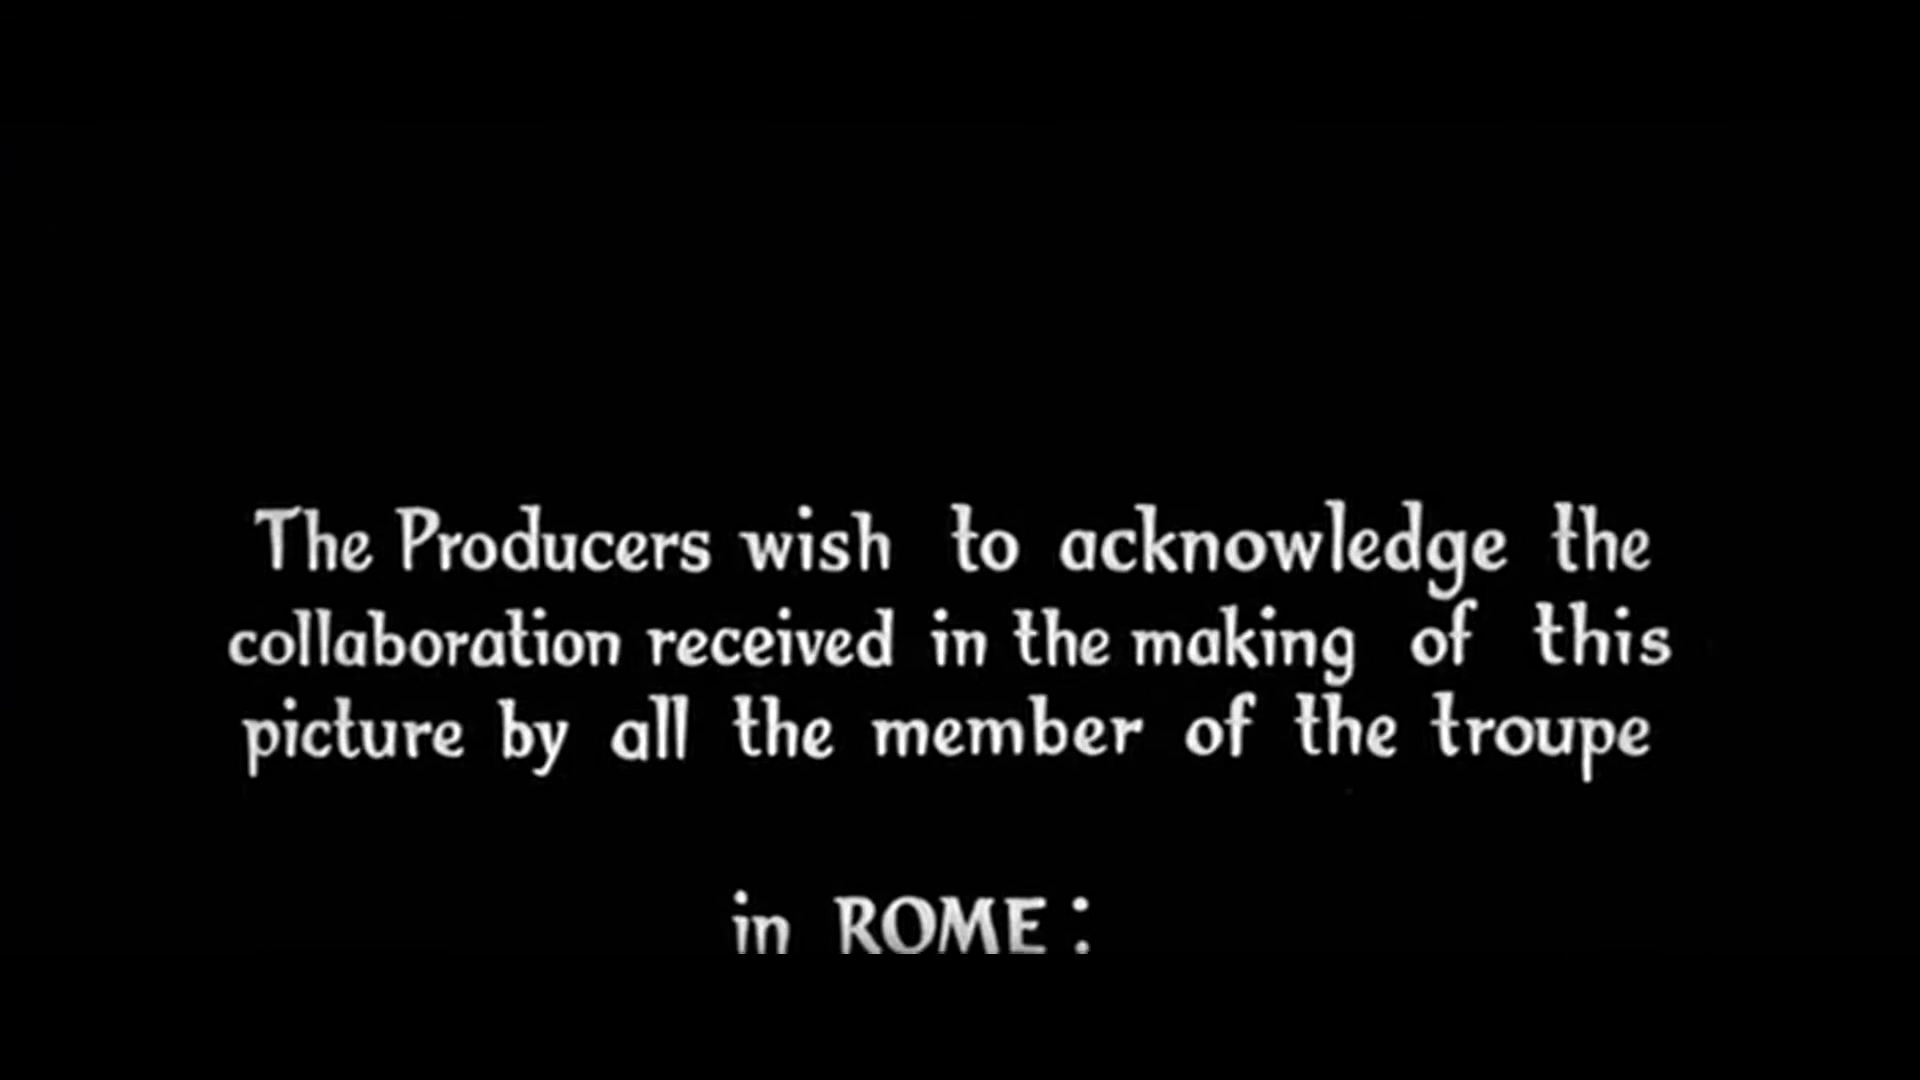 The Producers wish to acknowledge the
collaboration received in the making of this
picture by all the member of the troupe
in ROME :